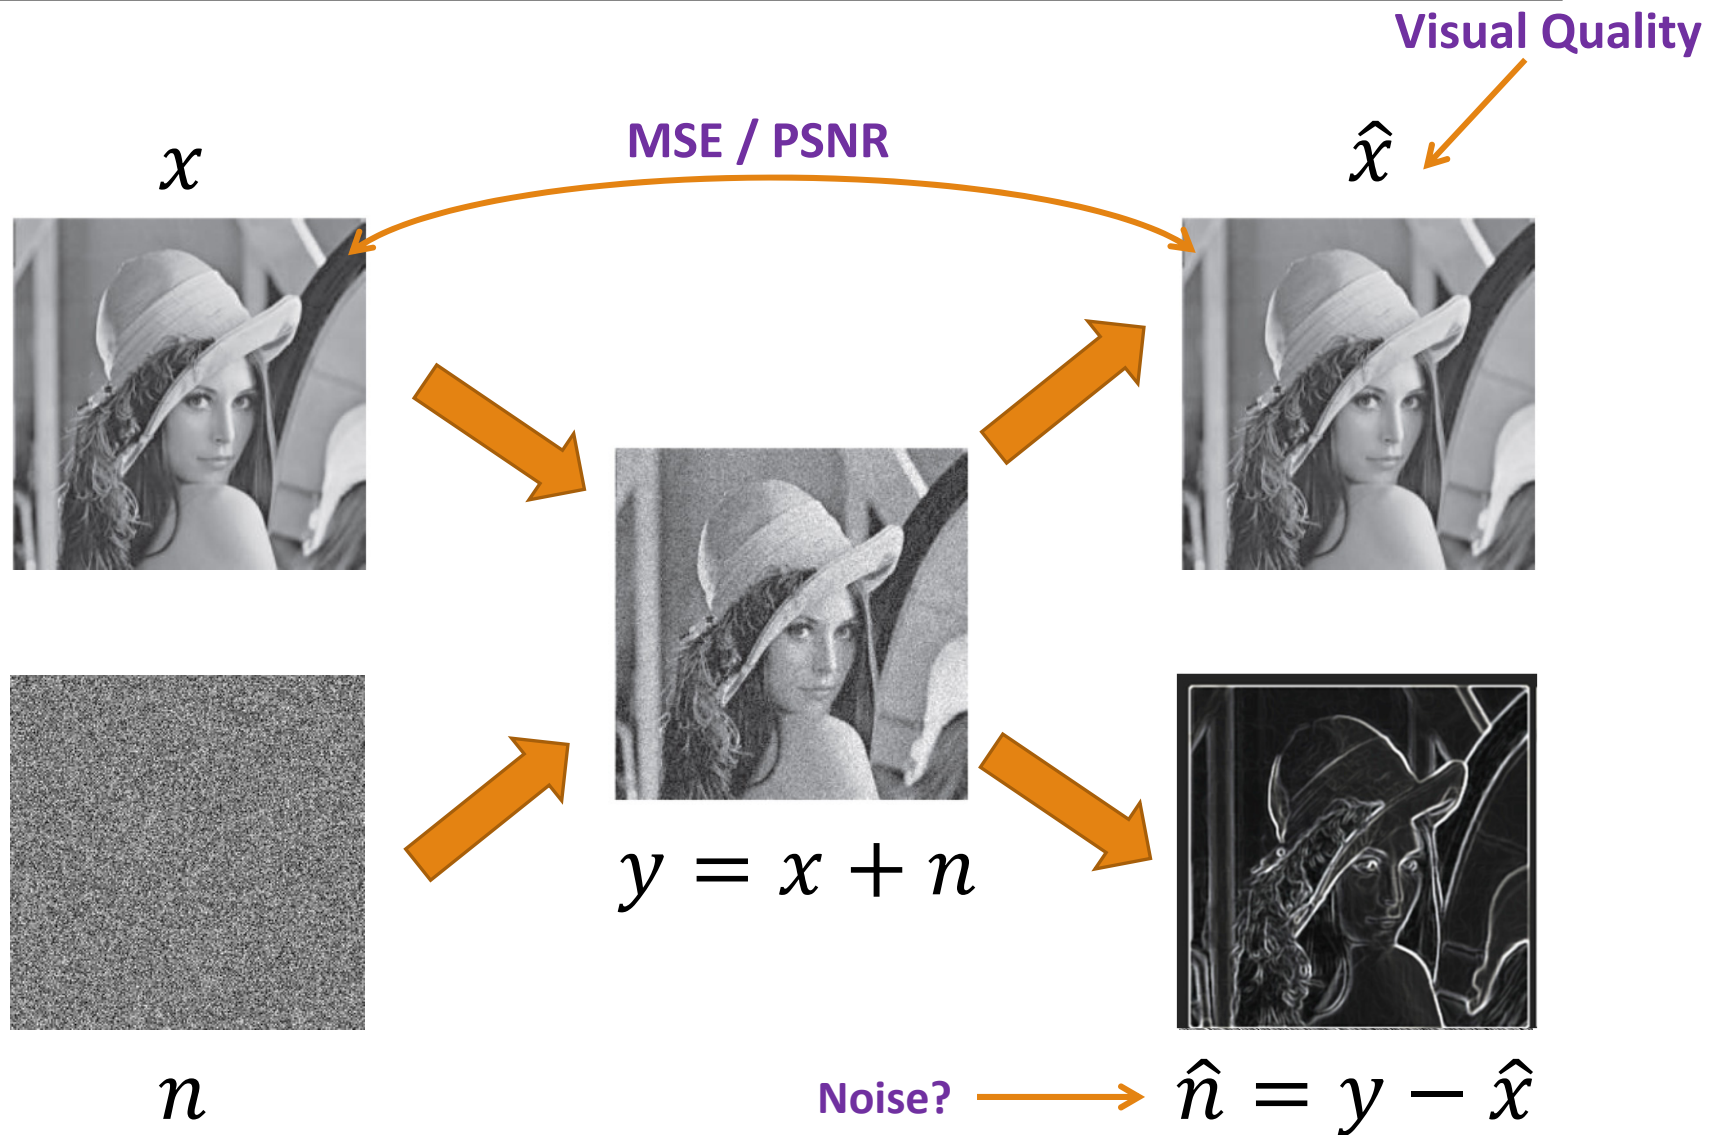 Visual Quality
MSE / PSNR
x
x̂
y = x + n
n
Noise?
n̂ = y − x̂